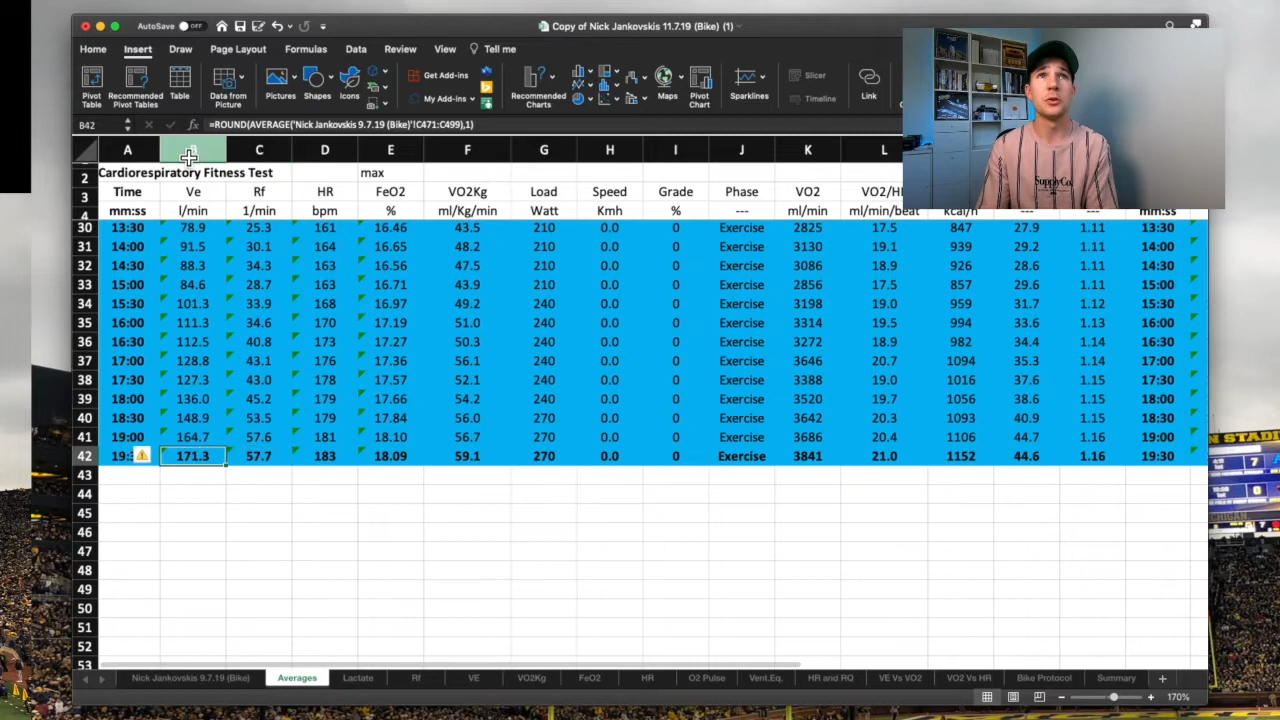 AutoSave OFF
Copy of Nick Jankovskis 11.7.19 (Bike) (1)
Home Insert Draw Page Layout Formulas Data Review View Tell me
Pivot Table
Recommended Pivot Tables
Table
Data from Picture
Pictures
Shapes
Icons
Get Add-ins
My Add-ins
Recommended Charts
Maps
Pivot Chart
Sparklines
Slicer
Timeline
Link
B42 fx =ROUND(AVERAGE('Nick Jankovskis 9.7.19 (Bike)'!C471:C499),1)
A B C D E F G H I J K L
2 Cardiorespiratory Fitness Test max
3 Time Ve Rf HR FeO2 VO2Kg Load Speed Grade Phase VO2
4 mm:ss l/min 1/min bpm % ml/Kg/min Watt Kmh % --- ml/min ml/min/beat kcal/h --- --- mm:ss
30 13:30 78.9 25.3 161 16.46 43.5 210 0.0 0 Exercise 2825 17.5 847 27.9 1.11 13:30
31 14:00 91.5 30.1 164 16.65 48.2 210 0.0 0 Exercise 3130 19.1 939 29.2 1.11 14:00
32 14:30 88.3 34.3 163 16.56 47.5 210 0.0 0 Exercise 3086 18.9 926 28.6 1.11 14:30
33 15:00 84.6 28.7 163 16.71 43.9 210 0.0 0 Exercise 2856 17.5 857 29.6 1.11 15:00
34 15:30 101.3 33.9 168 16.97 49.2 210 0.0 0 Exercise 3198 19.0 959 31.7 1.12 15:30
35 16:00 111.3 34.6 170 17.19 51.0 240 0.0 0 Exercise 3314 19.5 994 33.6 1.13 16:00
36 16:30 112.5 40.8 173 17.27 50.3 240 0.0 0 Exercise 3272 18.9 982 34.4 1.14 16:30
37 17:00 128.8 43.1 176 17.36 56.1 240 0.0 0 Exercise 3646 20.7 1094 35.3 1.14 17:00
38 17:30 127.3 43.0 178 17.57 52.1 240 0.0 0 Exercise 3388 19.0 1016 37.6 1.15 17:30
39 18:00 136.0 45.2 179 17.66 54.2 240 0.0 0 Exercise 3520 19.7 1056 38.6 1.15 18:00
40 18:30 148.9 53.5 179 17.84 56.0 270 0.0 0 Exercise 3642 20.3 1093 40.9 1.15 18:30
41 19:00 164.7 57.6 181 18.10 56.7 270 0.0 0 Exercise 3686 20.4 1106 44.7 1.16 19:00
42 171.3 57.7 183 18.09 59.1 270 0.0 0 Exercise 3841 21.0 1152 44.6 1.16 19:30
43
44
45
46
47
48
49
50
51
52
53
Nick Jankovskis 9.7.19 (Bike) Averages Lactate Rf VE VO2Kg FeO2 HR O2 Pulse Vent.Eq. HR and RQ VE Vs VO2 VO2 Vs HR Bike Protocol Summary
170%